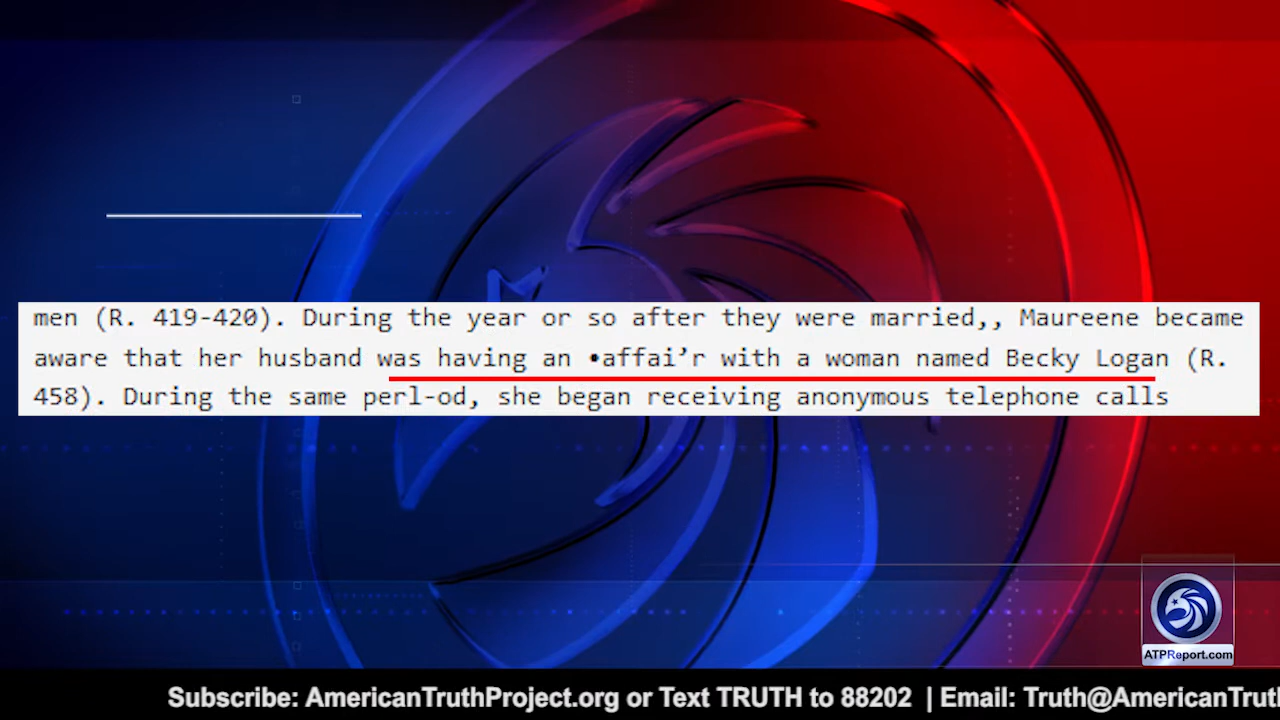 men (R. 419-420). During the year or so after they were married,, Maureene became
aware that her husband was having an •affai’r with a woman named Becky Logan (R.
458). During the same perl-od, she began receiving anonymous telephone calls
ATPReport.com
Subscribe: AmericanTruthProject.org or Text TRUTH to 88202 | Email: Truth@AmericanTrut